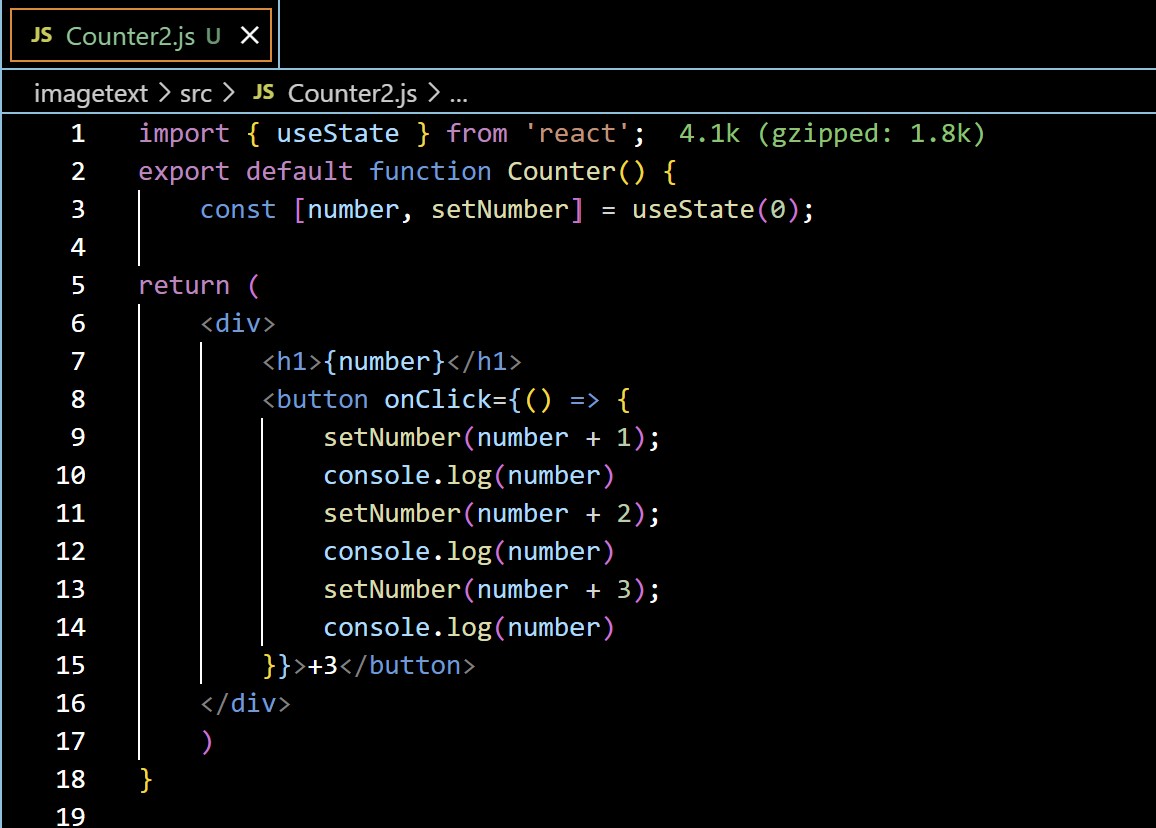 JS Counter2.js U ×
imagetext > src > JS Counter2.js > ...
1 import { useState } from 'react'; 4.1k (gzipped: 1.8k)
2 export default function Counter() {
3     const [number, setNumber] = useState(0);
4
5 return (
6     <div>
7         <h1>{number}</h1>
8         <button onClick={() => {
9             setNumber(number + 1);
10             console.log(number)
11             setNumber(number + 2);
12             console.log(number)
13             setNumber(number + 3);
14             console.log(number)
15         }}>+3</button>
16     </div>
17     )
18 }
19